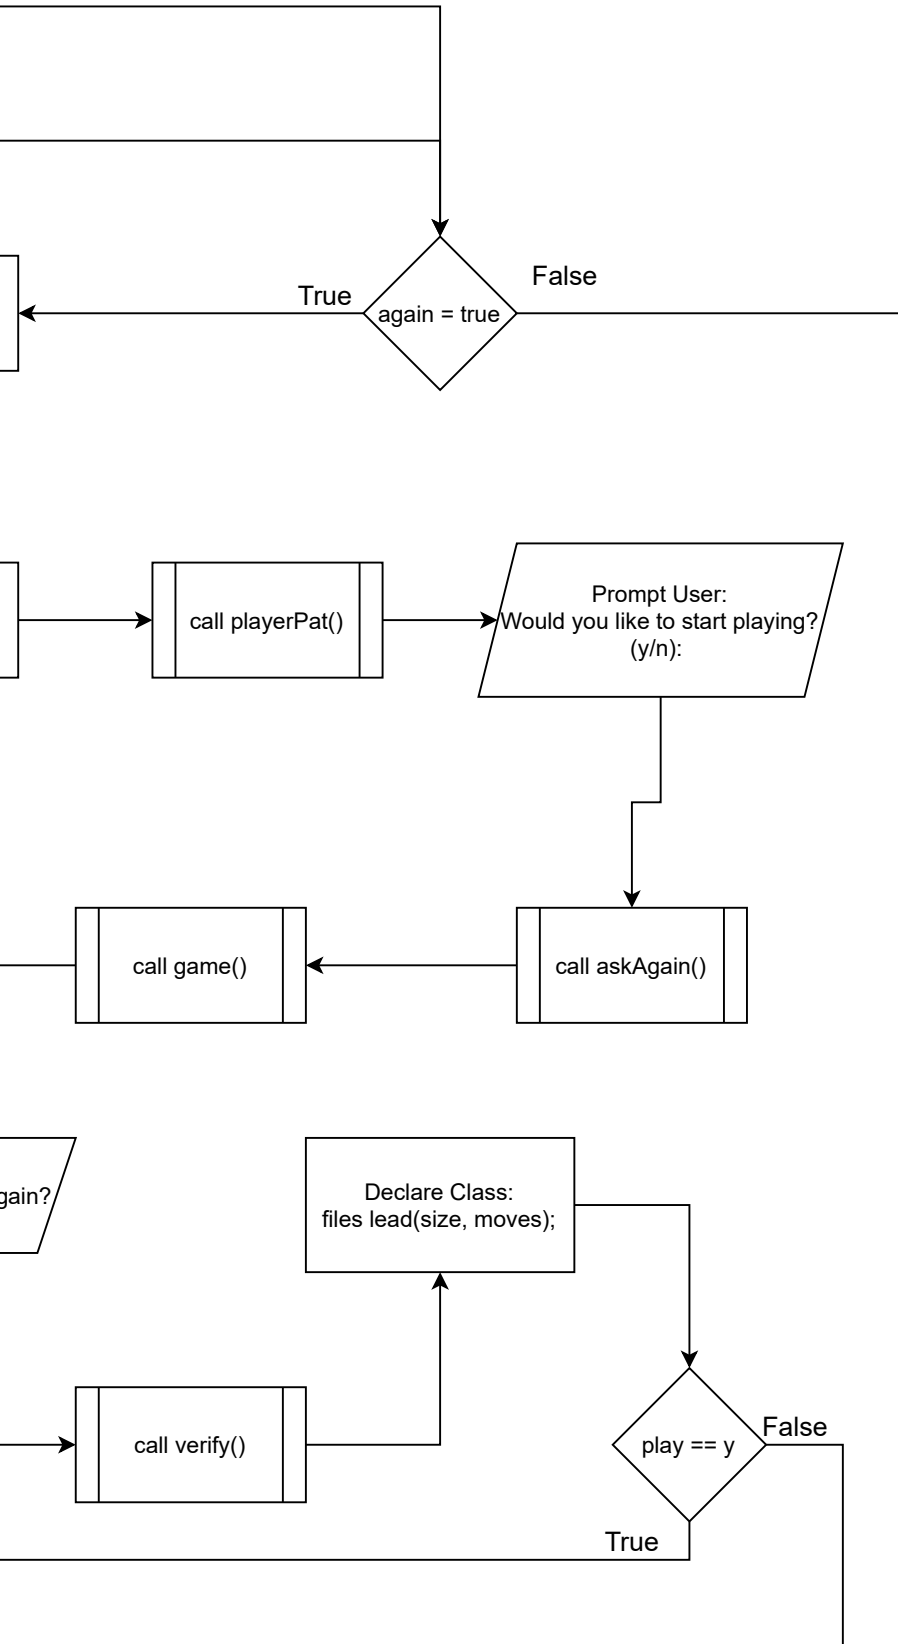 False
True
again = true
Prompt User:
call playerPat()
Would you like to start playing?
(y/n):
call game()
call askAgain()
Declare Class:
gain?
files lead(size, moves);
False
call verify()
play == y
True